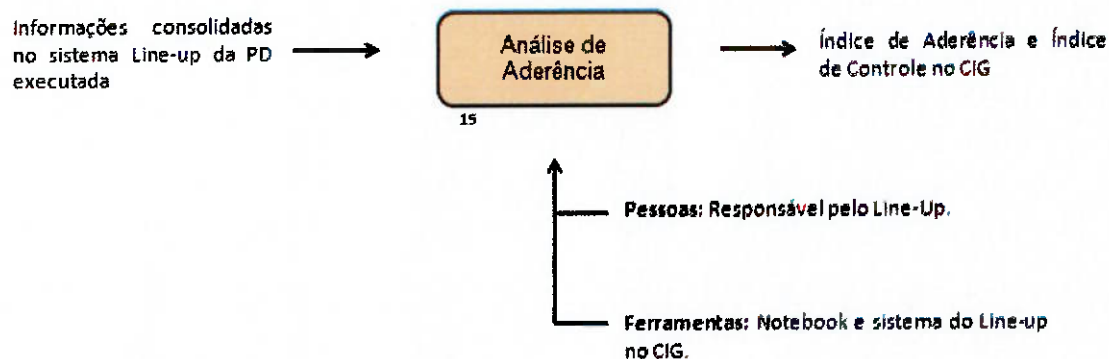 Informações consolidadas
no sistema Line-up da PD
executada
Análise de
Aderência
15
Índice de Aderência e Índice
de Controle no CIG
Pessoas: Responsável pelo Line-Up.
Ferramentas: Notebook e sistema do Line-up
no CIG.